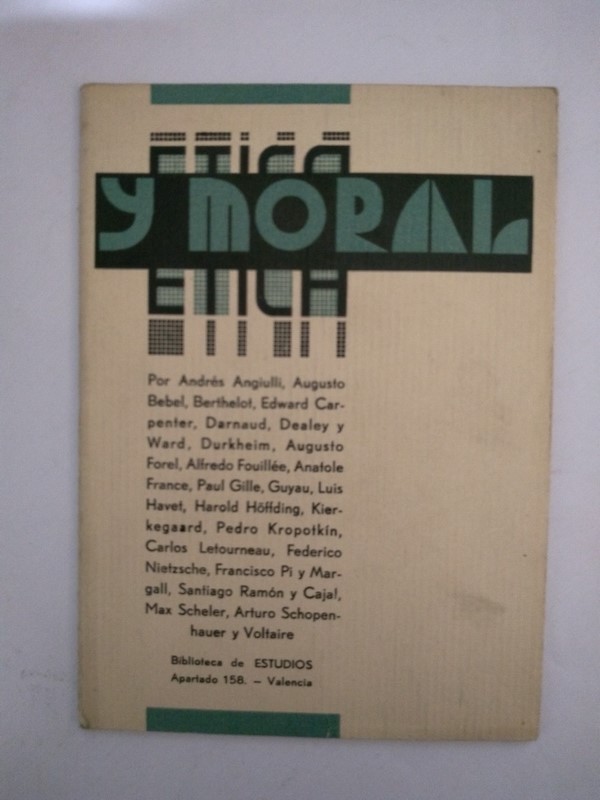 ETICA
Y MORAL
Por Andrés Angiulli, Augusto
Bebel, Berthelot, Edward Car-
penter, Darnaud, Dealey y
Ward, Durkheim, Augusto
Forel, Alfredo Fouillée, Anatole
France, Paul Gille, Guyau, Luis
Havet, Harold Höffding, Kier-
kegaard, Pedro Kropotkín,
Carlos Letourneau, Federico
Nietzsche, Francisco Pi y Mar-
gall, Santiago Ramón y Cajal,
Max Scheler, Arturo Schopen-
hauer y Voltaire
Biblioteca de ESTUDIOS
Apartado 158. — Valencia